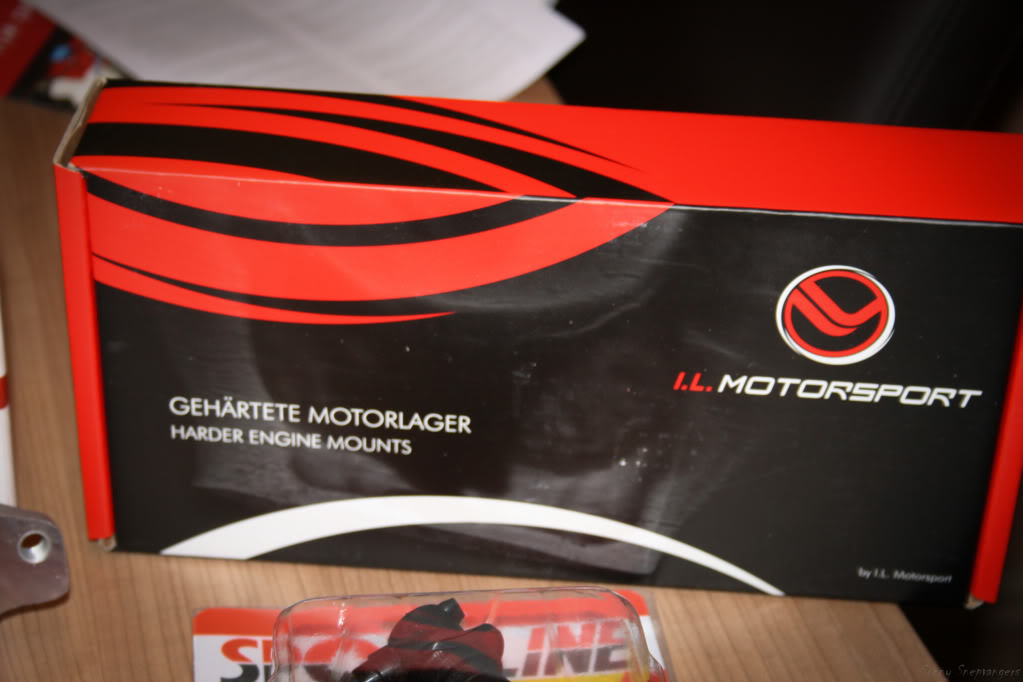 I.L. MOTORSPORT
GEHÄRTETE MOTORLAGER
HARDER ENGINE MOUNTS
by I.L. Motorsport